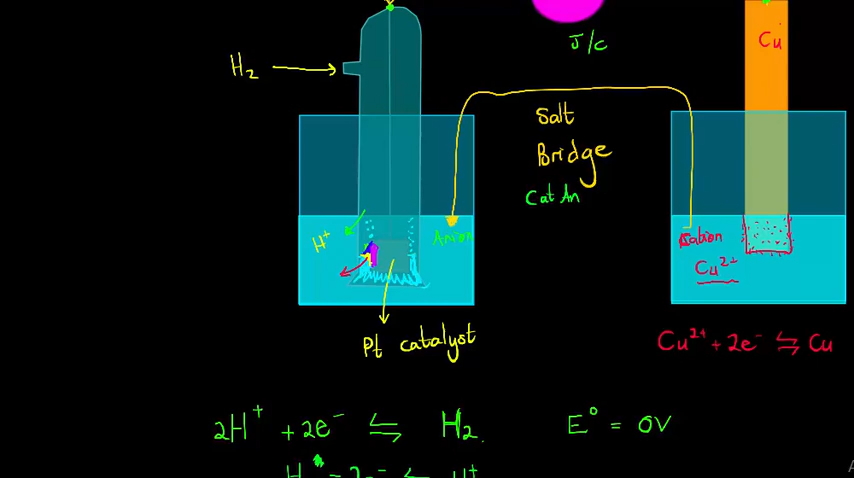 Cu
J/c
H₂
Salt
Bridge
Cat An
H⁺
Anion
Cation
Cu²⁺
Pt catalyst
Cu²⁺ + 2e⁻ ⇌ Cu
2H⁺ + 2e⁻ ⇌ H₂.
E° = 0V